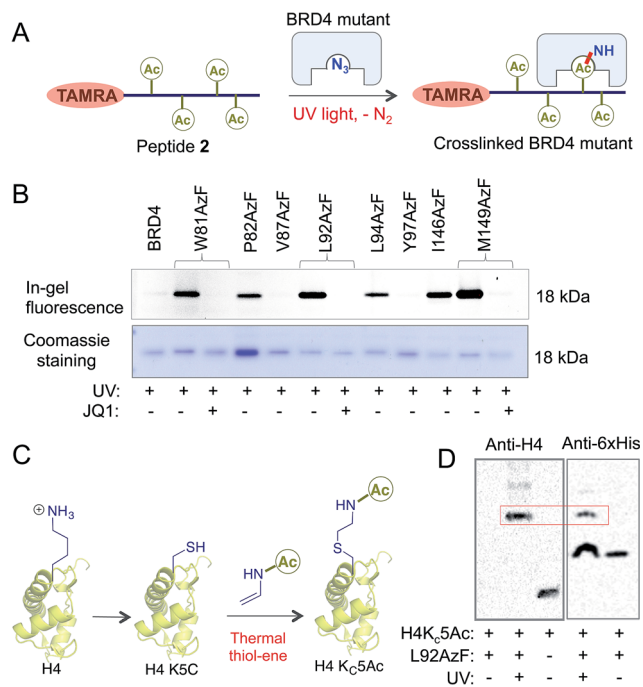 A
BRD4 mutant
Ac
Ac
N3
Ac
NH
Ac
Ac
TAMRA
UV light, - N2
TAMRA
Ac
Ac
Ac
Ac
Peptide 2
Crosslinked BRD4 mutant
B
BRD4
W81AzF
P82AzF
V87AzF
L92AzF
L94AzF
Y97AzF
I146AzF
M149AzF
In-gel
fluorescence
18 kDa
Coomassie
staining
18 kDa
UV: + + + + + + + + + + + +
JQ1: - - + - - - + - - - - +
C
⊕NH3
SH
HN Ac
HN Ac
S
Thermal
thiol-ene
H4
H4 K5C
H4 KC5Ac
D
Anti-H4 Anti-6xHis
H4Kc5Ac: + + + + +
L92AzF: + + - + +
UV: - + - + -